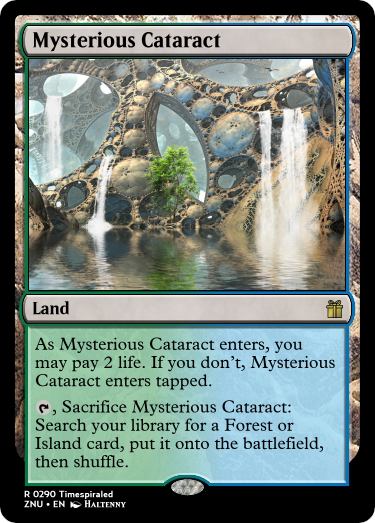 Mysterious Cataract
Land
As Mysterious Cataract enters, you
may pay 2 life. If you don't, Mysterious
Cataract enters tapped.
, Sacrifice Mysterious Cataract:
Search your library for a Forest or
Island card, put it onto the battlefield,
then shuffle.
R 0290 Timespiraled
ZNU • EN Haltenny